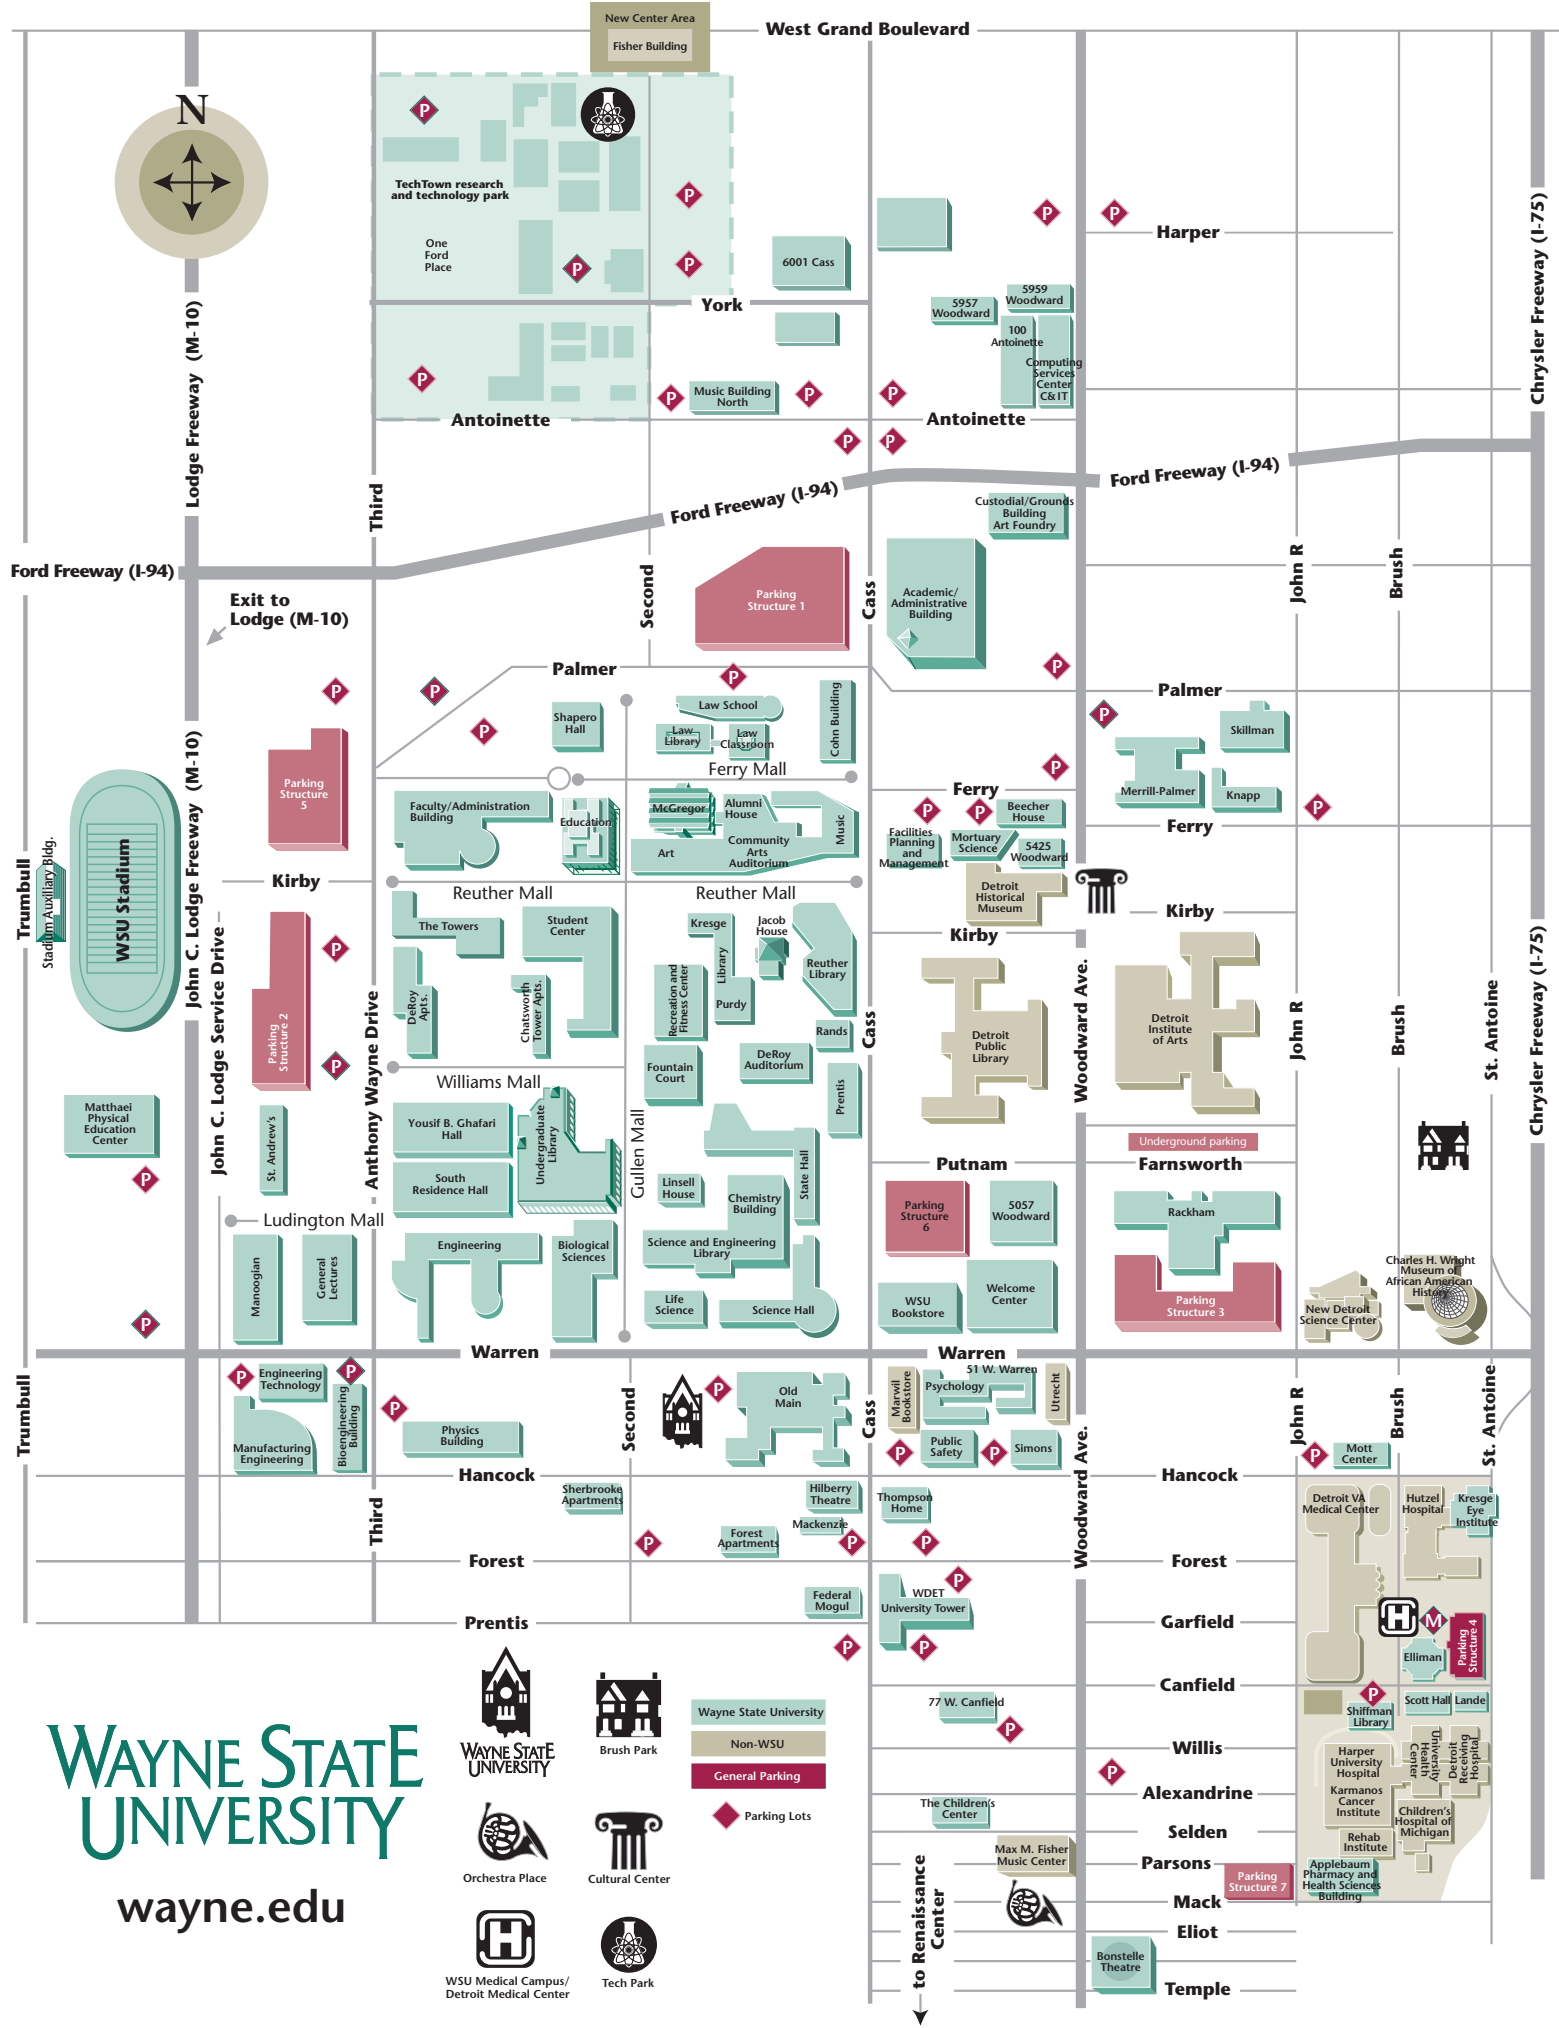 New Center Area
Fisher Building
West Grand Boulevard
N
P
TechTown research
and technology park
P
One
Ford
Place
P
P
6001 Cass
P
P
Harper
York
5957
Woodward
5959
Woodward
100
Antoinette
Computing
Services
Center
C&IT
P
P
Music Building
North
P
P
Antoinette
Antoinette
P
P
Lodge Freeway (M-10)
Chrysler Freeway (I-75)
Third
Ford Freeway (I-94)
Ford Freeway (I-94)
Ford Freeway (I-94)
Custodial/Grounds
Building
Art Foundry
Exit to
Lodge (M-10)
Second
Parking
Structure 1
Cass
Academic/
Administrative
Building
John R
Brush
Palmer
Palmer
P
P
P
P
P
P
Shapero
Hall
Law School
Law
Library
Law
Classroom
Cohn Building
Skillman
Merrill-Palmer
Knapp
P
Ferry Mall
Parking
Structure
5
Faculty/Administration
Building
Education
McGregor
Alumni
House
Art
Community
Arts
Auditorium
Music
Ferry
P
P
P
Beecher
House
Facilities
Planning
and
Management
Mortuary
Science
5425
Woodward
Ferry
Trumbull
Stadium Auxiliary Bldg.
WSU Stadium
John C. Lodge Freeway (M-10)
Kirby
Reuther Mall
Reuther Mall
Detroit
Historical
Museum
Kirby
Kirby
John C. Lodge Service Drive
Parking
Structure 2
P
P
Anthony Wayne Drive
The Towers
Student
Center
DeRoy
Apts.
Chatsworth
Tower Apts.
Kresge
Library
Purdy
Jacob
House
Reuther
Library
Recreation and
Fitness Center
Rands
Fountain
Court
DeRoy
Auditorium
Prentis
Cass
Detroit
Public
Library
Woodward Ave.
Detroit
Institute
of Arts
John R
Brush
St. Antoine
Chrysler Freeway (I-75)
Williams Mall
Matthaei
Physical
Education
Center
P
St. Andrew's
Yousif B. Ghafari
Hall
South
Residence Hall
Undergraduate
Library
Gullen Mall
State Hall
Linsell
House
Chemistry
Building
Science and Engineering
Library
Putnam
Underground parking
Farnsworth
Parking
Structure
6
5057
Woodward
Rackham
Ludington Mall
Manoogian
General
Lectures
Engineering
Biological
Sciences
Life
Science
Science Hall
WSU
Bookstore
Welcome
Center
Parking
Structure 3
New Detroit
Science Center
Charles H. Wright
Museum of
African American
History
P
Warren
Warren
Trumbull
P
Engineering
Technology
P
Bioengineering
Building
Manufacturing
Engineering
P
Physics
Building
Second
P
Old
Main
Cass
Marwil
Bookstore
51 W. Warren
Psychology
Utrecht
P
Public
Safety
P
Simons
Woodward Ave.
John R
Brush
St. Antoine
P
Mott
Center
Hancock
Hancock
Third
Sherbrooke
Apartments
P
Hilberry
Theatre
Mackenzie
Forest
Apartments
P
Thompson
Home
P
Detroit VA
Medical Center
Hutzel
Hospital
Kresge
Eye
Institute
Forest
Forest
Federal
Mogul
WDET
P
University Tower
P
P
Prentis
Garfield
H
M
Parking
Structure 4
Elliman
Canfield
77 W. Canfield
P
P
Shiffman
Library
Scott Hall
Lande
Willis
P
Harper
University
Hospital
Karmanos
Cancer
Institute
University
Health
Center
Detroit
Receiving
Hospital
Alexandrine
The Children's
Center
Selden
Children's
Hospital of
Michigan
Rehab
Institute
Max M. Fisher
Music Center
Parsons
Parking
Structure 7
Applebaum
Pharmacy and
Health Sciences
Building
Mack
Eliot
to Renaissance
Center
Bonstelle
Theatre
Temple
WAYNE STATE
UNIVERSITY
wayne.edu
WAYNE STATE
UNIVERSITY
Brush Park
Orchestra Place
Cultural Center
H
WSU Medical Campus/
Detroit Medical Center
Tech Park
Wayne State University
Non-WSU
General Parking
Parking Lots